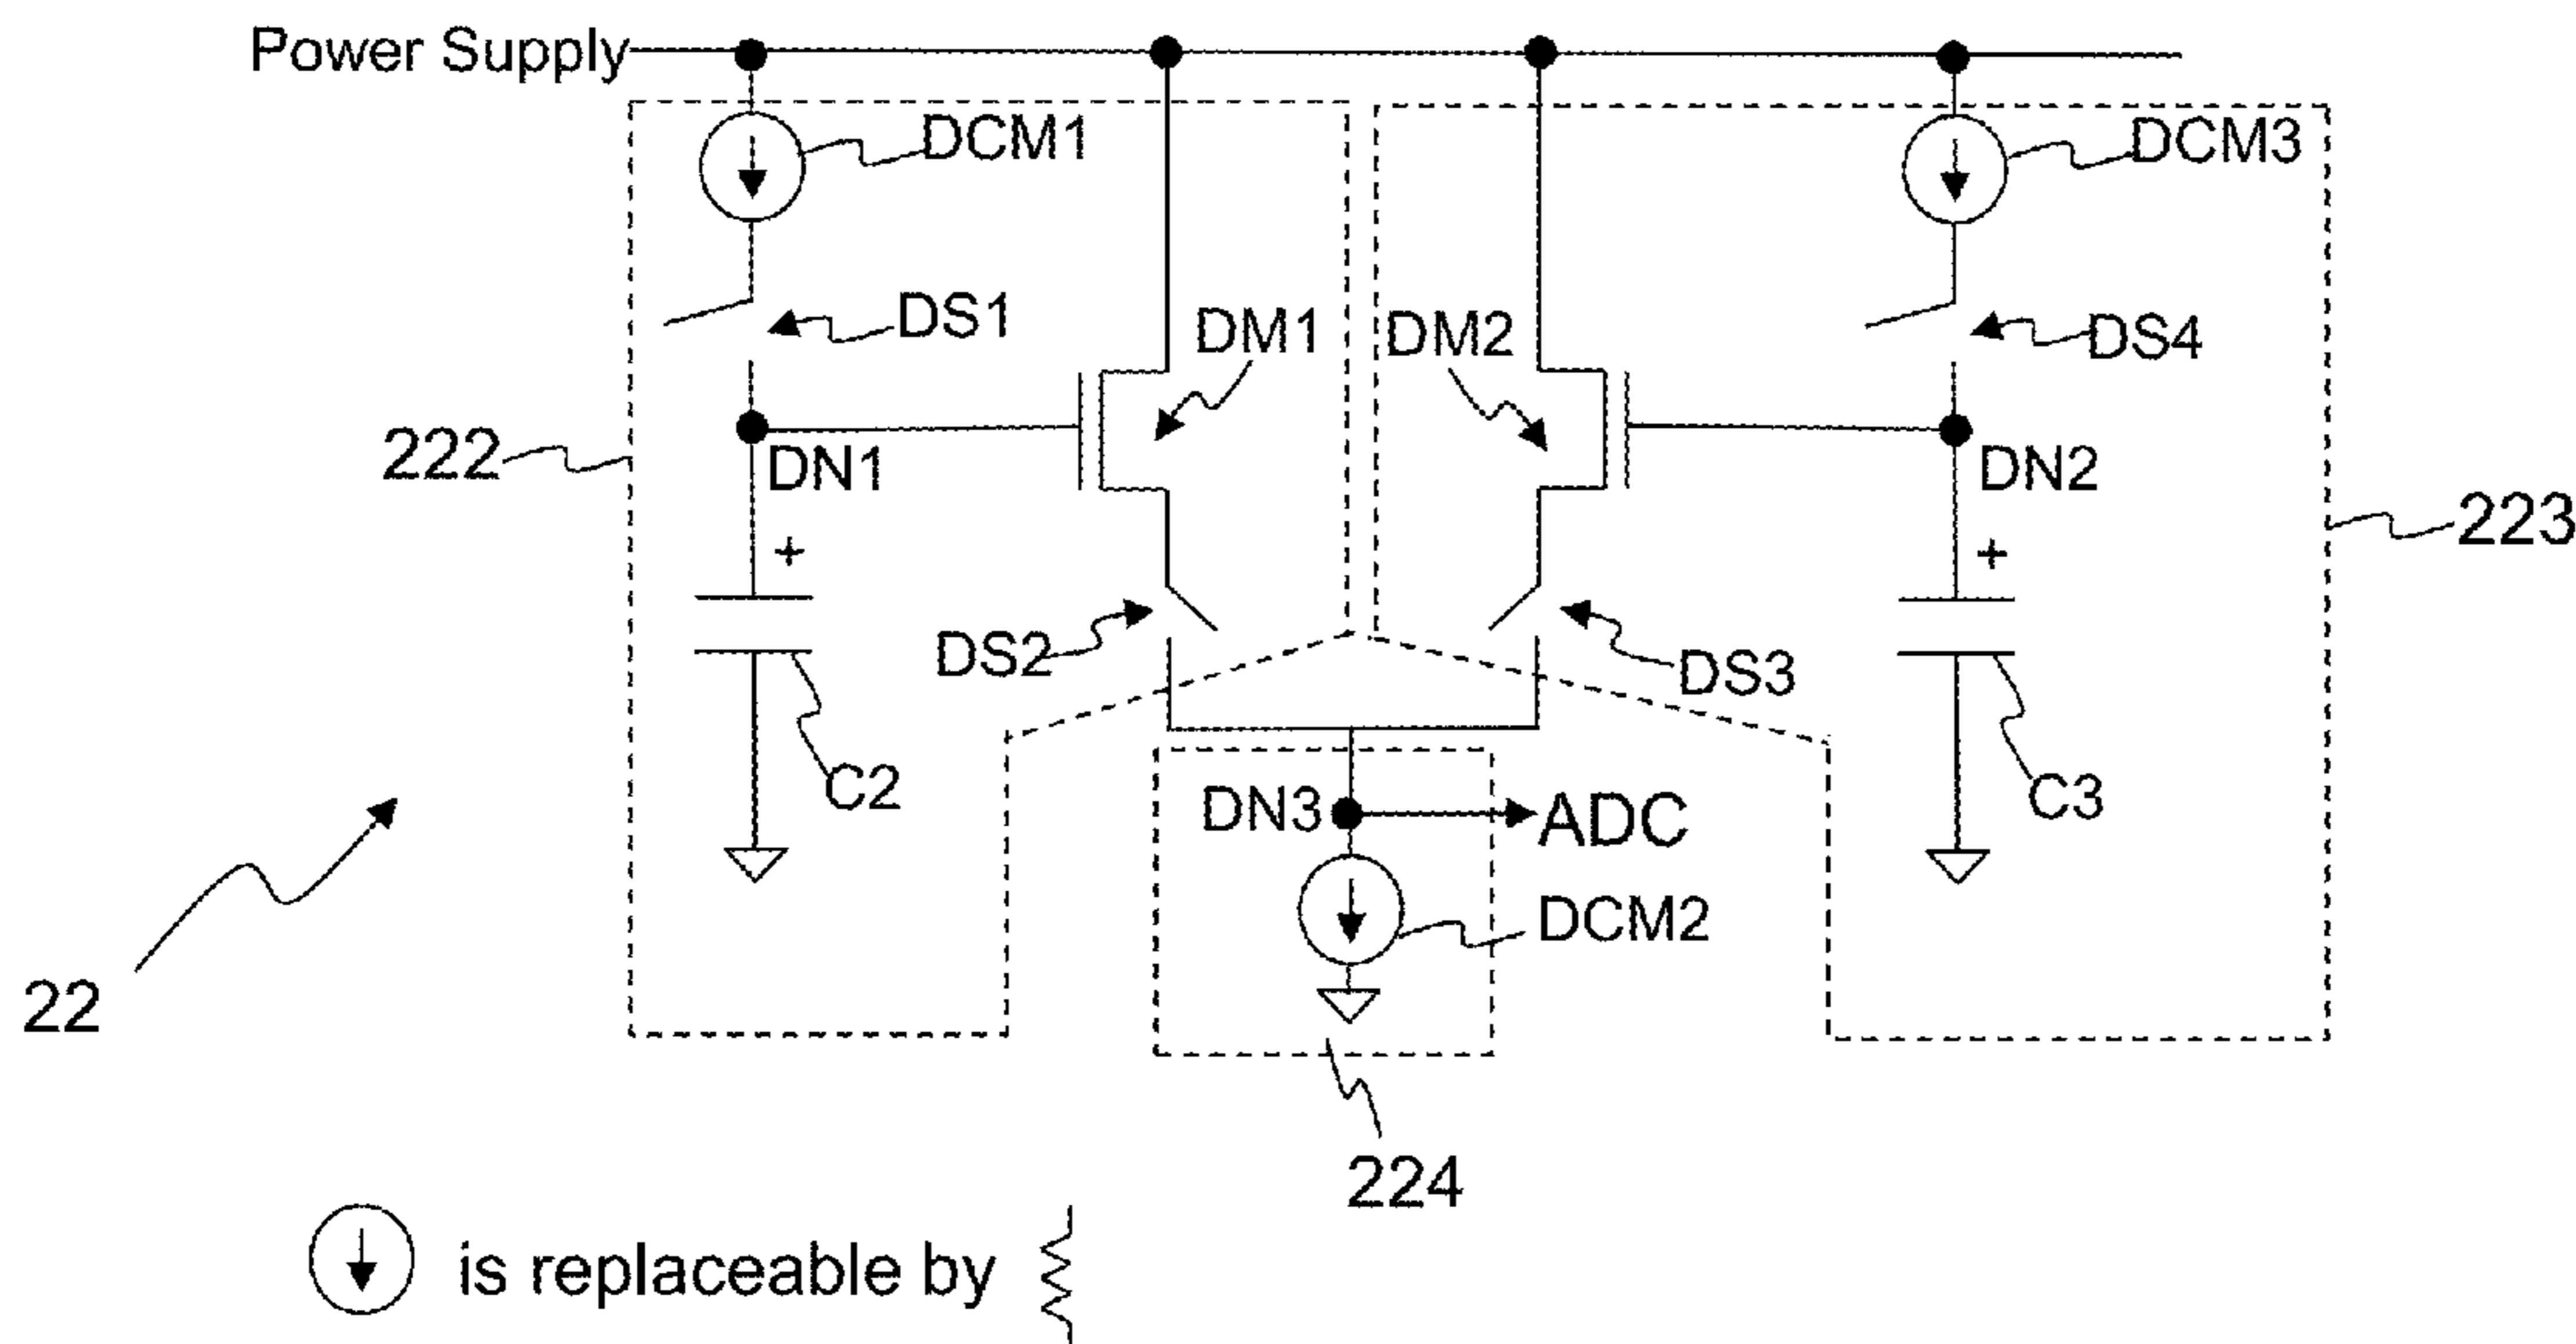 Power Supply
DCM1
DCM3
DS1
DM1
DM2
DS4
222
DN1
DN2
223
+
+
DS2
DS3
C2
DN3
ADC
C3
DCM2
22
224
is replaceable by